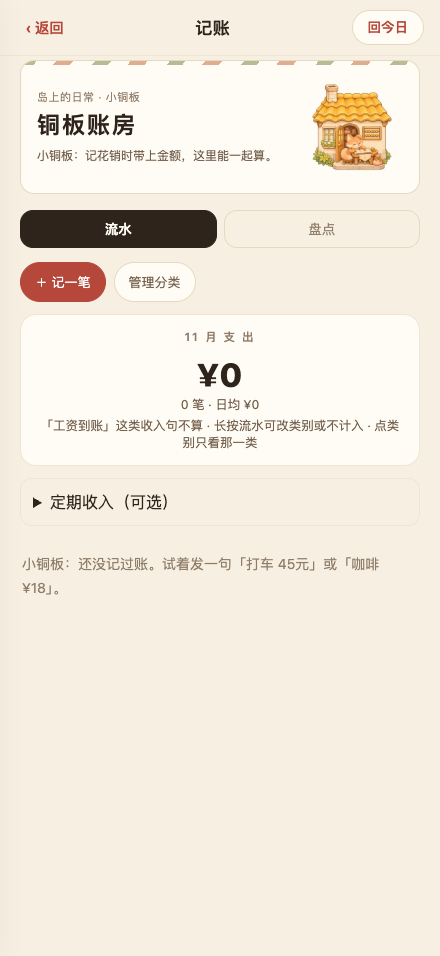 ‹ 返回
记账
回今日
岛上的日常 · 小铜板
铜板账房
小铜板：记花销时带上金额，这里能一起算。
流水
盘点
＋ 记一笔
管理分类
11 月 支 出
¥0
0 笔 · 日均 ¥0
「工资到账」这类收入句不算 · 长按流水可改类别或不计入 · 点类
别只看那一类
▶ 定期收入（可选）
小铜板：还没记过账。试着发一句「打车 45元」或「咖啡
¥18」。